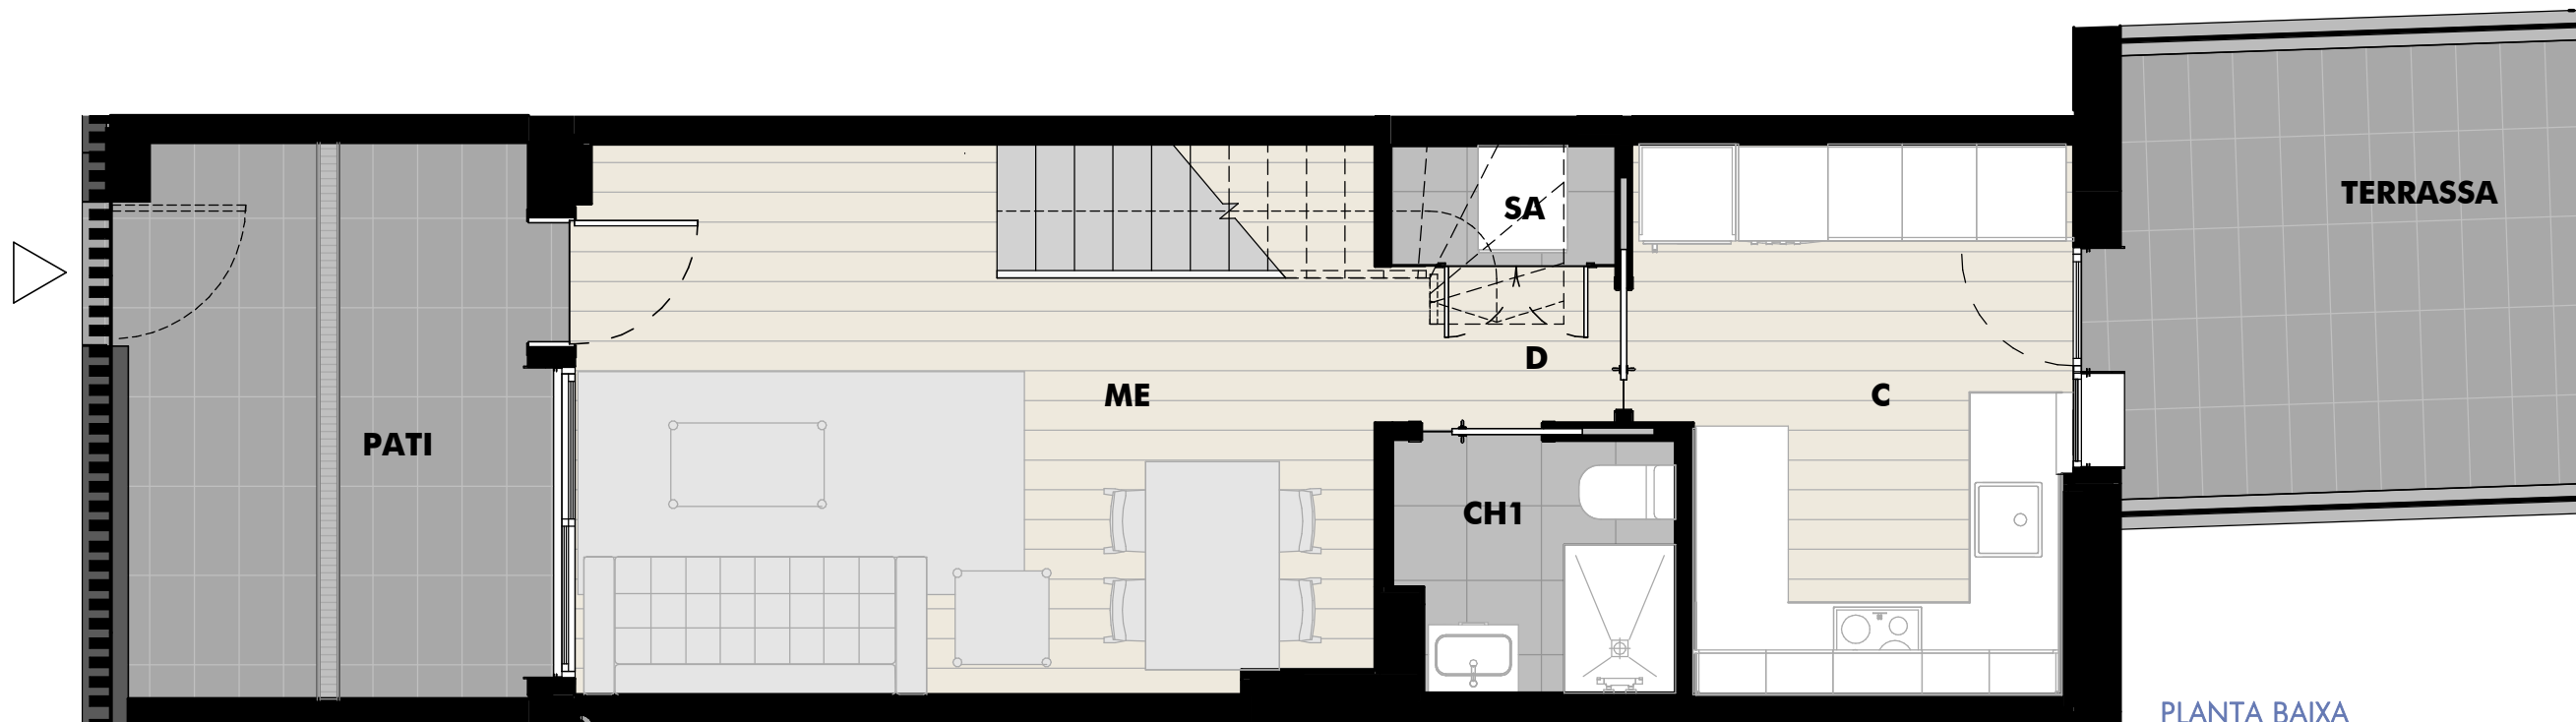 TERRASSA
SA
D
ME
C
PATI
CH1
PLANTA BAIXA